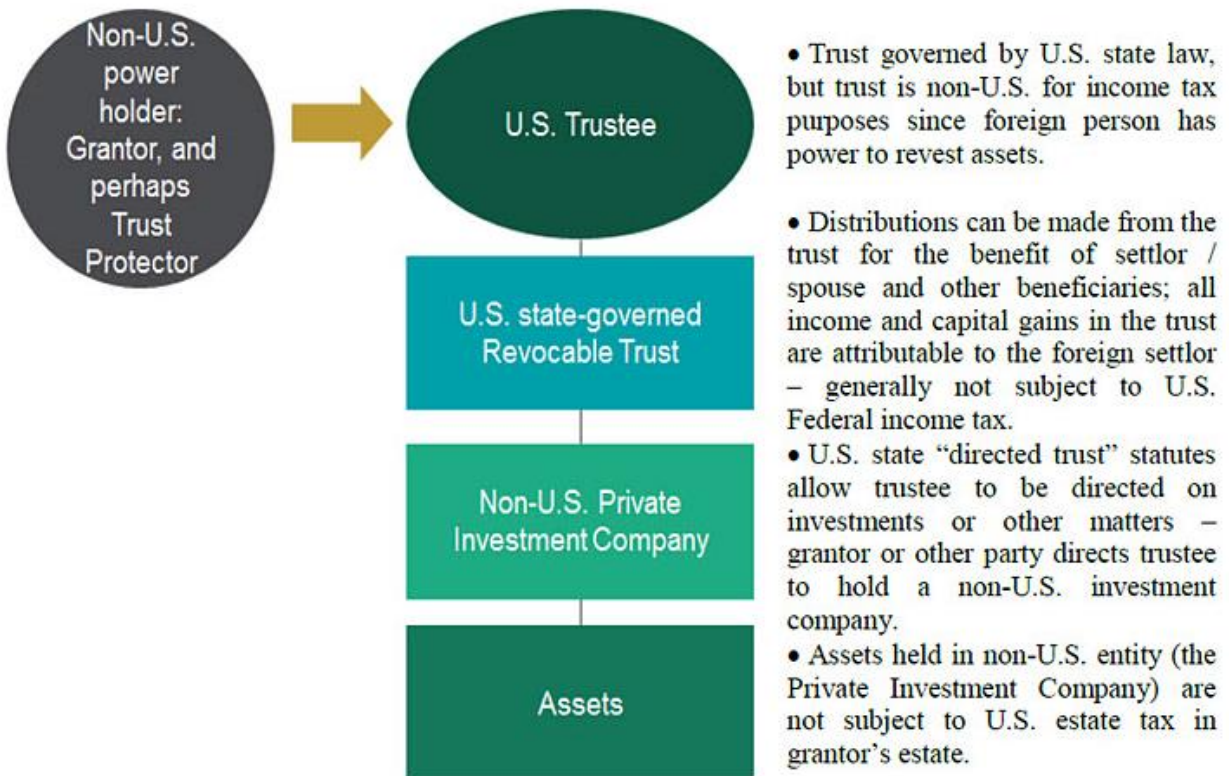 Non-U.S.
power
holder:
Grantor, and
perhaps
Trust
Protector
U.S. Trustee
U.S. state-governed
Revocable Trust
Non-U.S. Private
Investment Company
Assets
• Trust governed by U.S. state law,
but trust is non-U.S. for income tax
purposes since foreign person has
power to revest assets.
• Distributions can be made from the
trust for the benefit of settlor /
spouse and other beneficiaries; all
income and capital gains in the trust
are attributable to the foreign settlor
– generally not subject to U.S.
Federal income tax.
• U.S. state “directed trust” statutes
allow trustee to be directed on
investments or other matters –
grantor or other party directs trustee
to hold a non-U.S. investment
company.
• Assets held in non-U.S. entity (the
Private Investment Company) are
not subject to U.S. estate tax in
grantor’s estate.